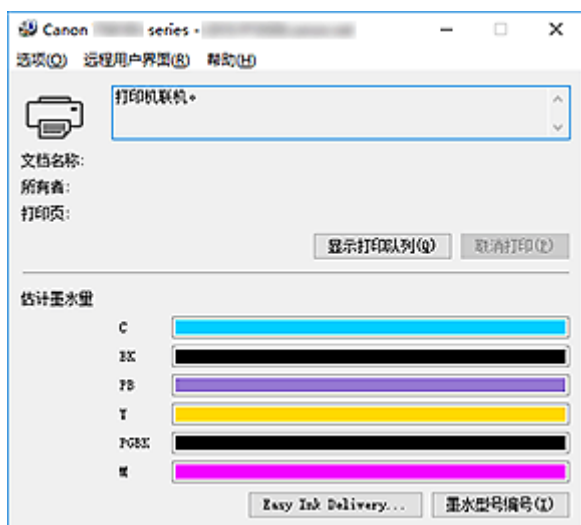 Canon series -
选项(O) 远程用户界面(R) 帮助(H)
打印机联机。
文档名称:
所有者:
打印页:
显示打印队列(Q) 取消打印(P)
估计墨水量
C
BK
PB
Y
PGBK
M
Easy Ink Delivery... 墨水型号编号(I)